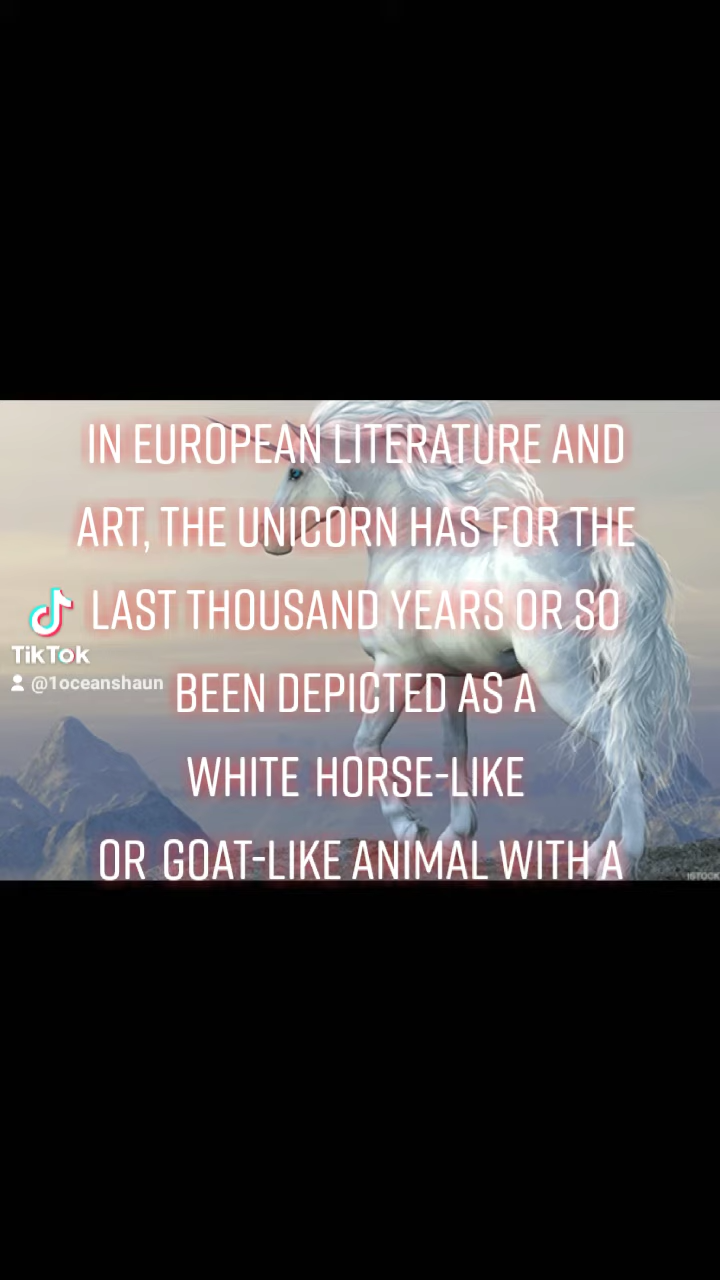 IN EUROPEAN LITERATURE AND
ART, THE UNICORN HAS FOR THE
LAST THOUSAND YEARS OR SO
TikTok
@1oceanshaun
BEEN DEPICTED AS A
WHITE HORSE-LIKE
OR GOAT-LIKE ANIMAL WITH A
ISTOCK